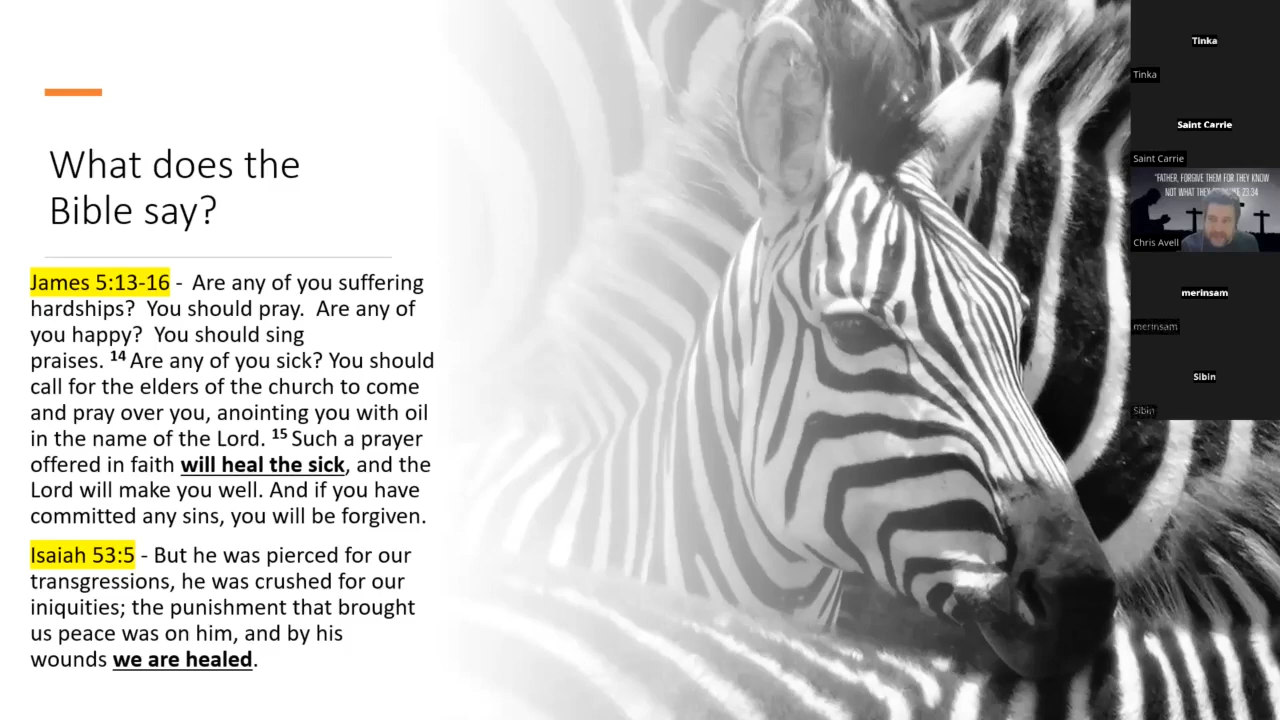 What does the
Bible say?
James 5:13-16 -  Are any of you suffering
hardships?  You should pray.  Are any of
you happy?  You should sing
praises. 14 Are any of you sick? You should
call for the elders of the church to come
and pray over you, anointing you with oil
in the name of the Lord. 15 Such a prayer
offered in faith will heal the sick, and the
Lord will make you well. And if you have
committed any sins, you will be forgiven.
Isaiah 53:5 - But he was pierced for our
transgressions, he was crushed for our
iniquities; the punishment that brought
us peace was on him, and by his
wounds we are healed.
Tinka
Tinka
Saint Carrie
Saint Carrie
"FATHER, FORGIVE THEM FOR THEY KNOW
NOT WHAT THEY 23:34
Chris Avell
merinsam
merinsam
Sibin
Sibin